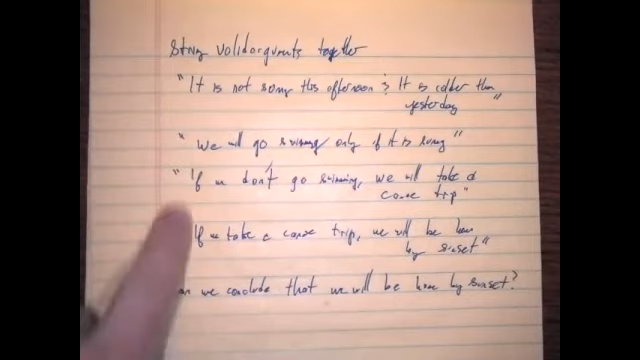 String valid arguments together
"It is not sunny this afternoon & It is colder than
yesterday"
"We will go swimming only if it is sunny"
"If we don't go swimming, we will take a
canoe trip"
If we take a canoe trip, we will be home
by sunset"
an we conclude that we will be home by sunset?